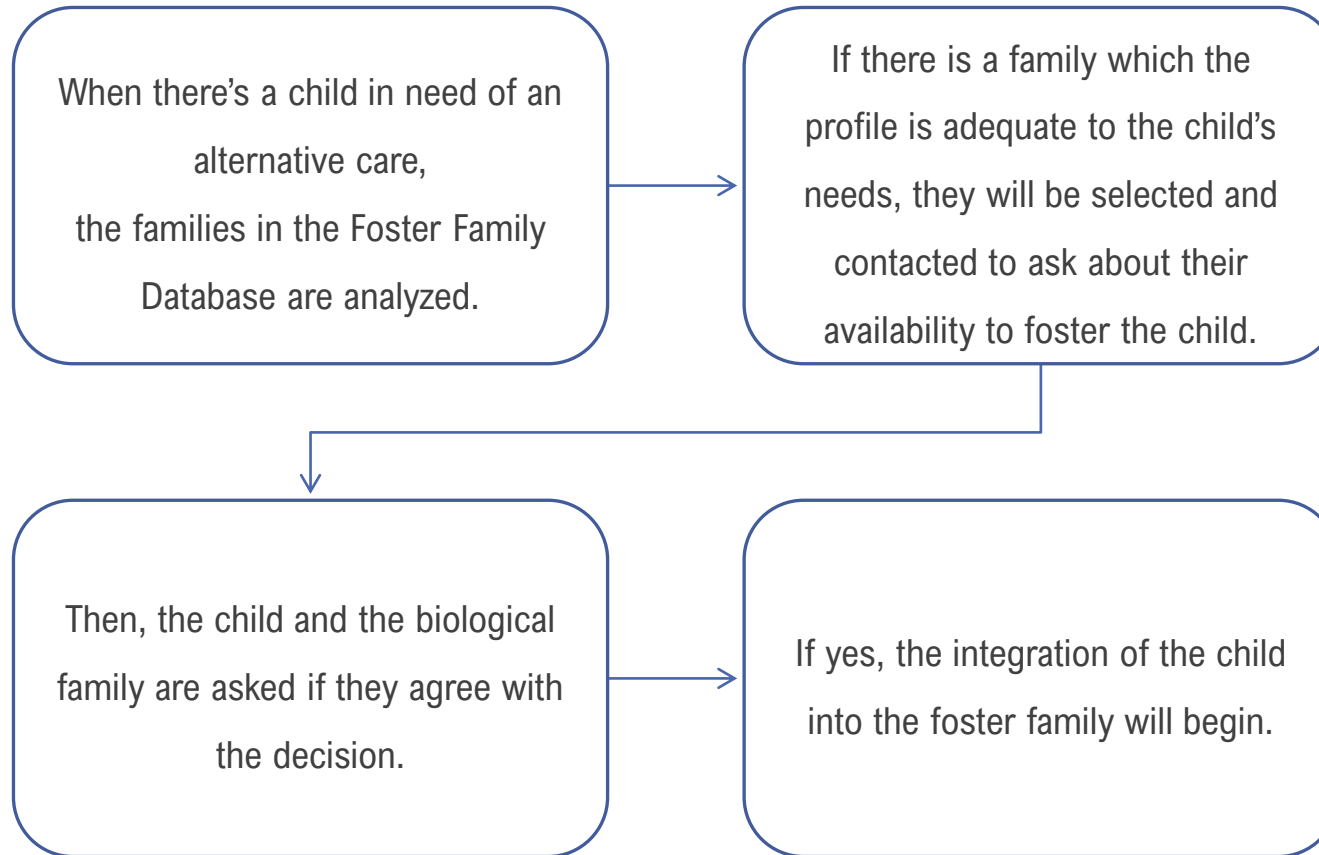 When there’s a child in need of an
alternative care,
the families in the Foster Family
Database are analyzed.
If there is a family which the
profile is adequate to the child’s
needs, they will be selected and
contacted to ask about their
availability to foster the child.
Then, the child and the biological
family are asked if they agree with
the decision.
If yes, the integration of the child
into the foster family will begin.